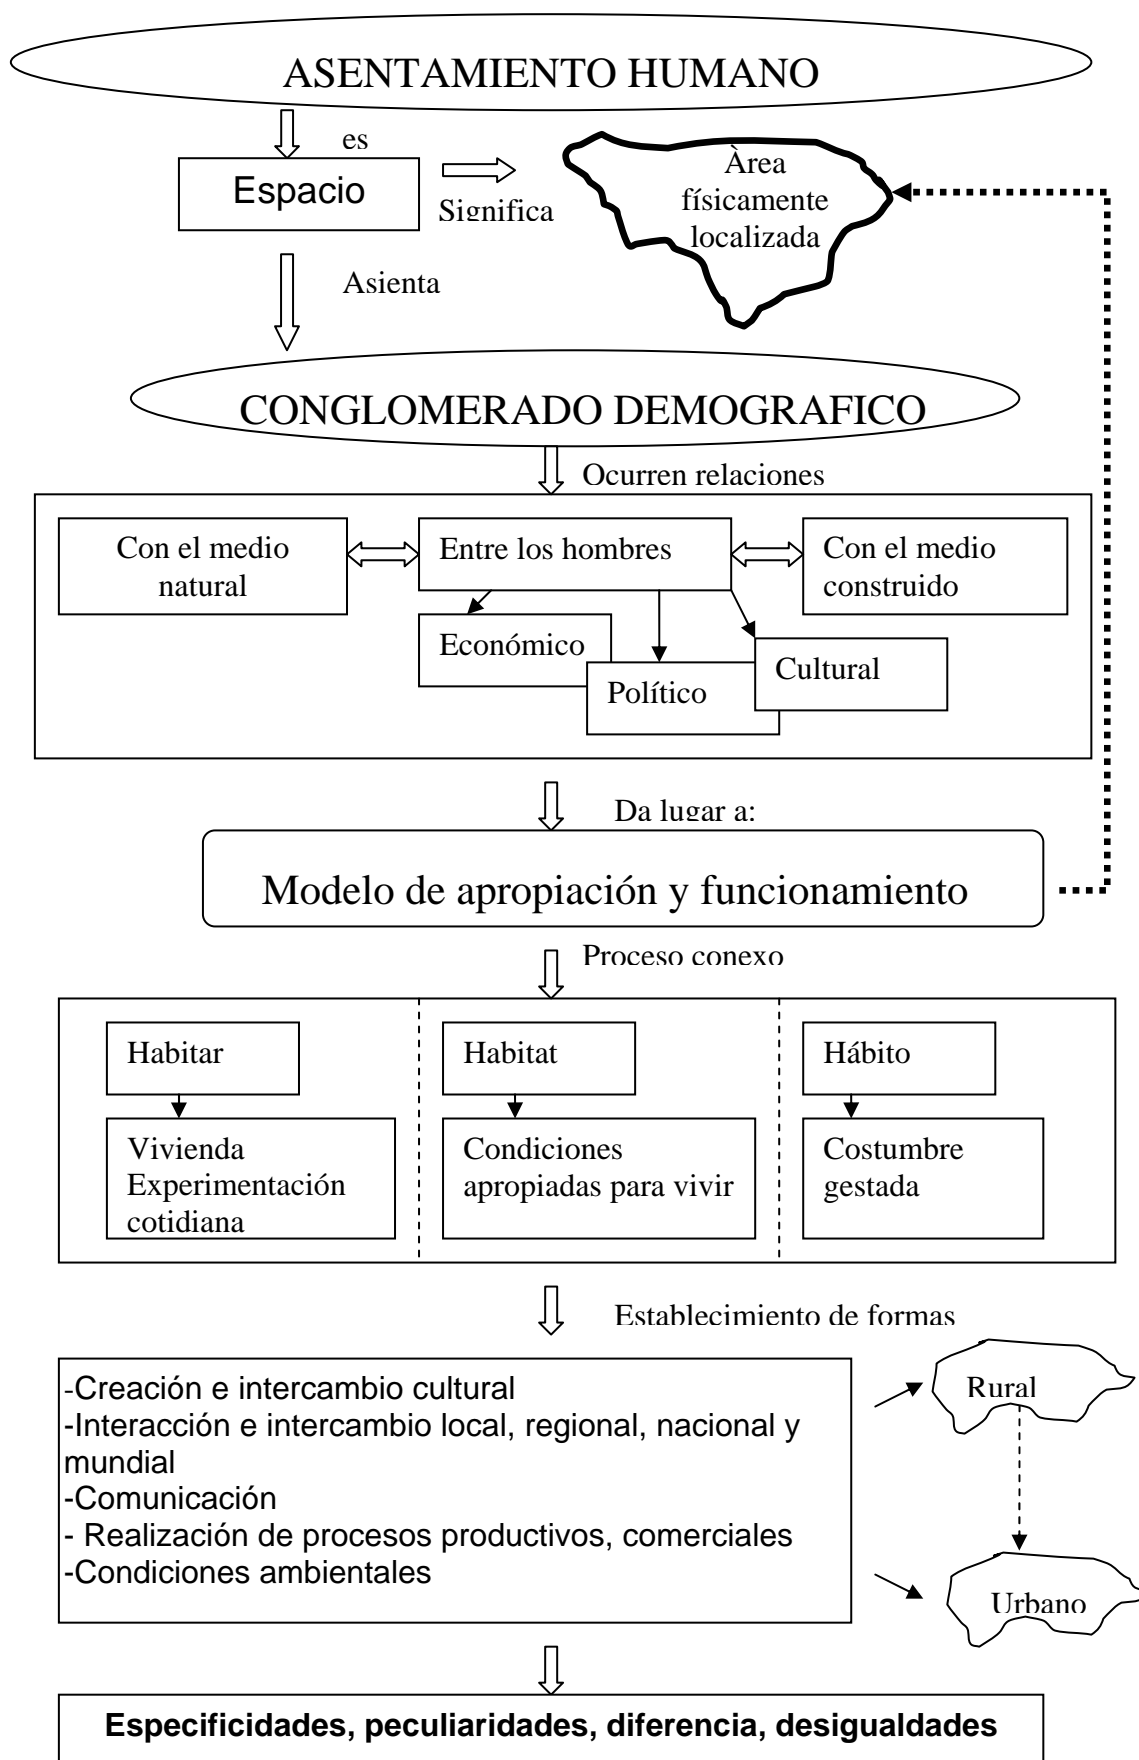 ASENTAMIENTO HUMANO
es
Espacio
Significa
Àrea
físicamente
localizada
Asienta
CONGLOMERADO DEMOGRAFICO
Ocurren relaciones
Con el medio
natural
Entre los hombres
Con el medio
construido
Económico
Político
Cultural
Da lugar a:
Modelo de apropiación y funcionamiento
Proceso conexo
Habitar
Habitat
Hábito
Vivienda
Experimentación
cotidiana
Condiciones
apropiadas para vivir
Costumbre
gestada
Establecimiento de formas
-Creación e intercambio cultural
-Interacción e intercambio local, regional, nacional y
mundial
-Comunicación
- Realización de procesos productivos, comerciales
-Condiciones ambientales
Rural
Urbano
Especificidades, peculiaridades, diferencia, desigualdades